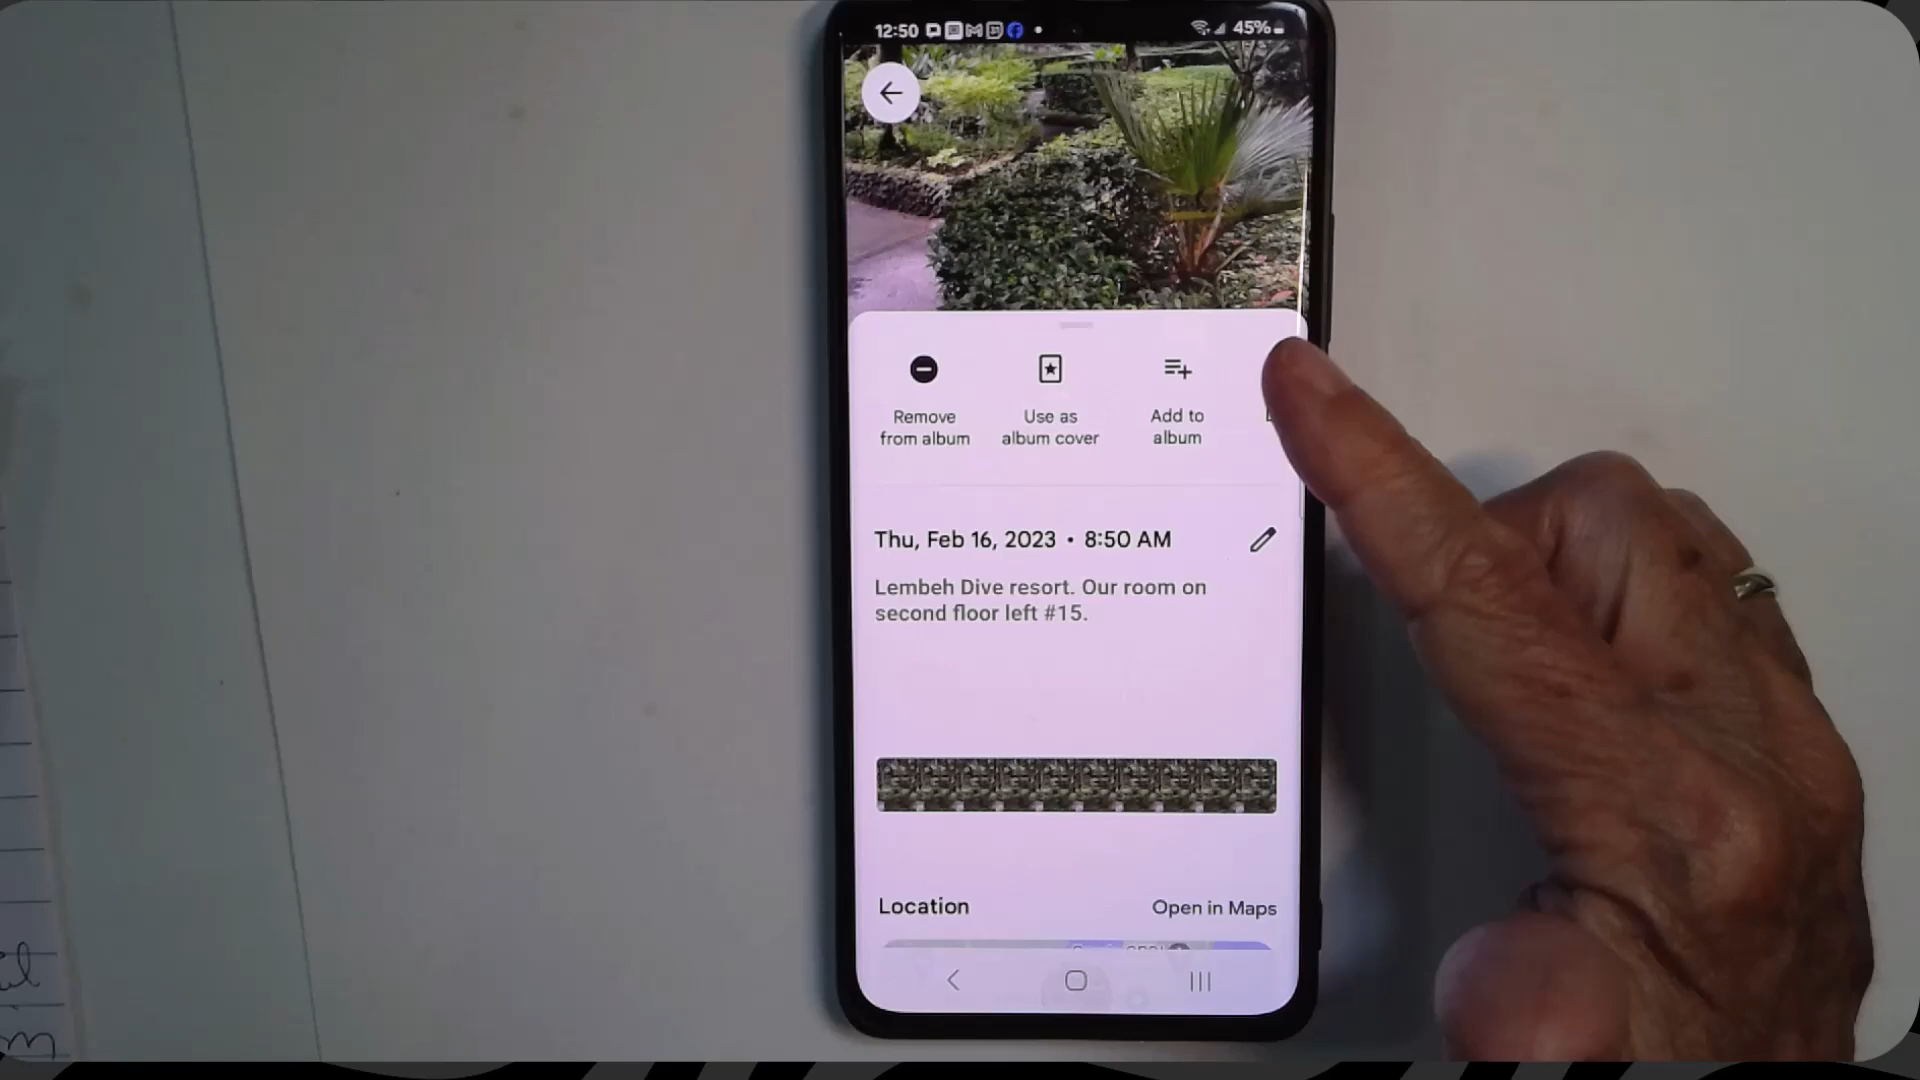 12:50
45%
Remove
from album
Use as
album cover
Add to
album
Thu, Feb 16, 2023 • 8:50 AM
Lembeh Dive resort. Our room on
second floor left #15.
Location
Open in Maps